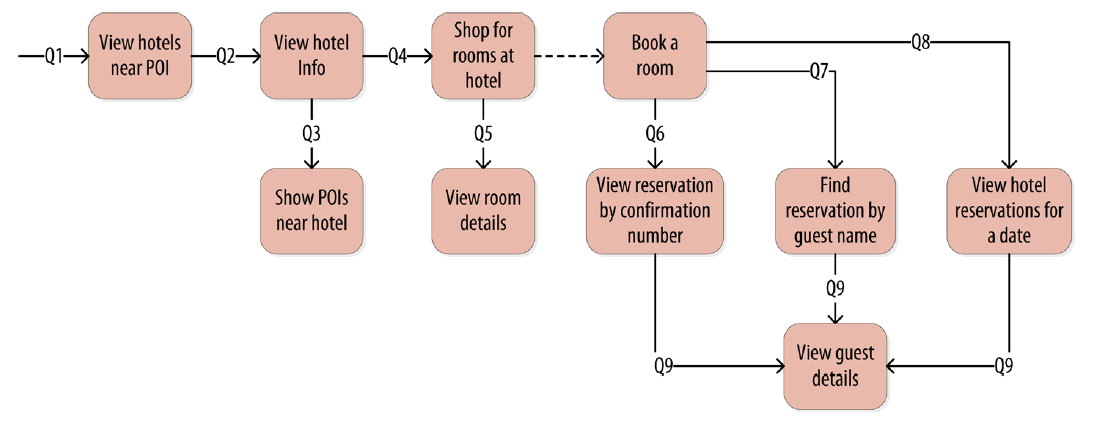 Q1
View hotels
near POI
Q2
View hotel
Info
Q4
Shop for
rooms at
hotel
Book a
room
Q8
Q7
Q3
Q5
Q6
Show POIs
near hotel
View room
details
View reservation
by confirmation
number
Find
reservation by
guest name
View hotel
reservations for
a date
Q9
Q9
View guest
details
Q9